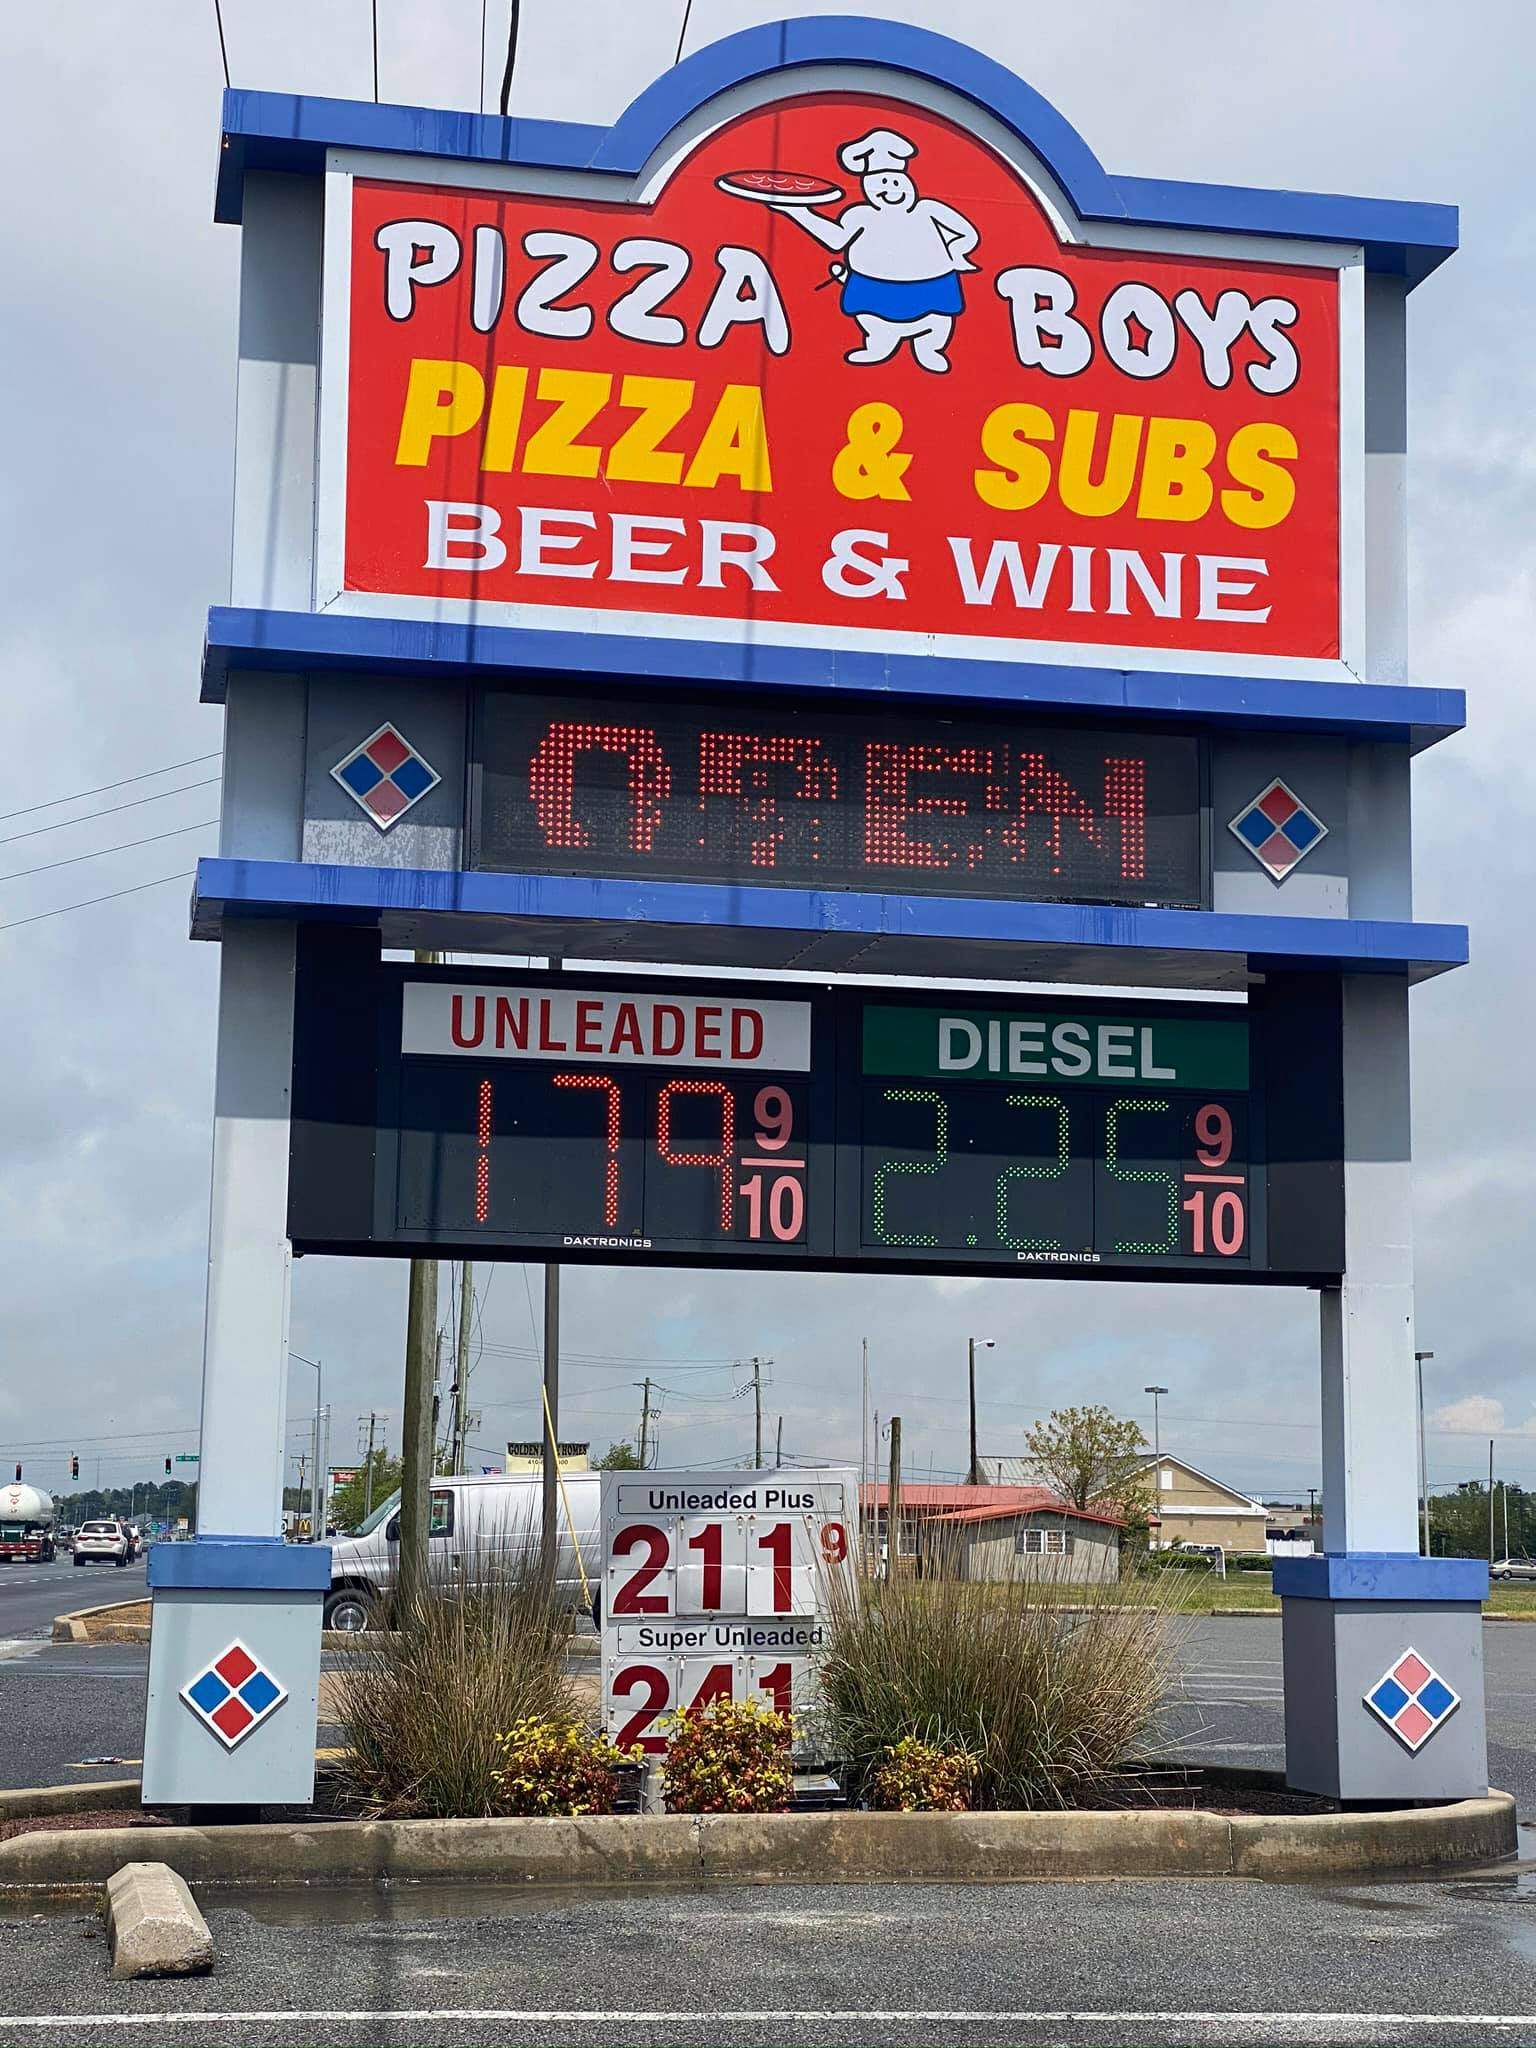 PIZZA BOYS
PIZZA & SUBS
BEER & WINE
OPEN
UNLEADED
179 9/10
DAKTRONICS
DIESEL
2.25 9/10
DAKTRONICS
Unleaded Plus
211 9
Super Unleaded
241